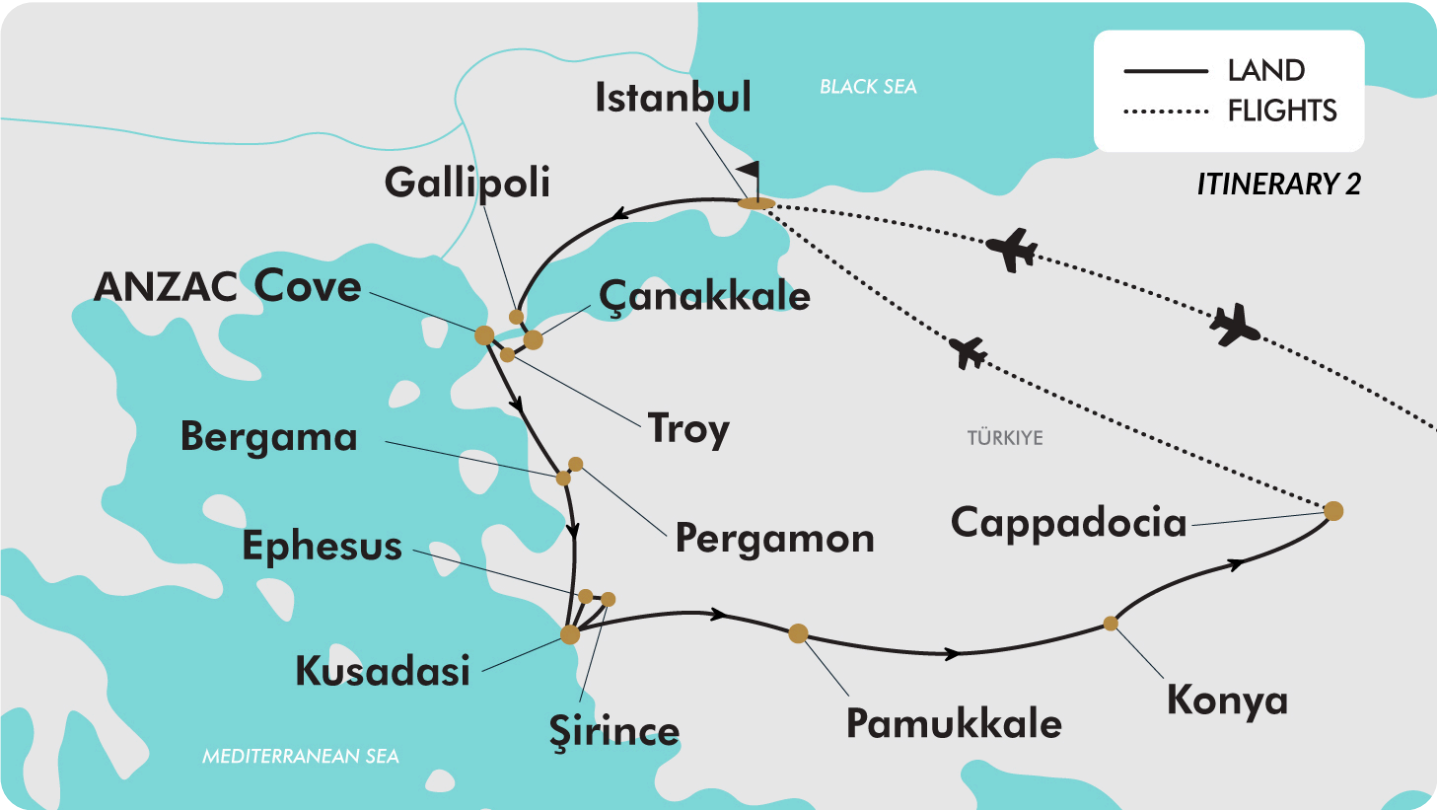 BLACK SEA
LAND
FLIGHTS
Istanbul
Gallipoli
ITINERARY 2
ANZAC Cove
Çanakkale
Troy
Bergama
TÜRKIYE
Cappadocia
Pergamon
Ephesus
Kusadasi
Konya
Pamukkale
Şirince
MEDITERRANEAN SEA